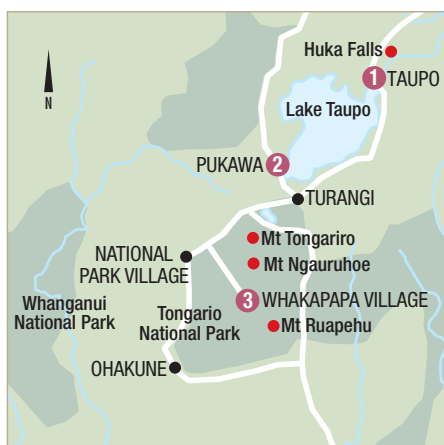 Huka Falls
1 TAUPO
N
Lake Taupo
PUKAWA 2
TURANGI
Mt Tongariro
NATIONAL
PARK VILLAGE
Mt Ngauruhoe
Whanganui
National Park
Tongario
National Park
3 WHAKAPAPA VILLAGE
Mt Ruapehu
OHAKUNE